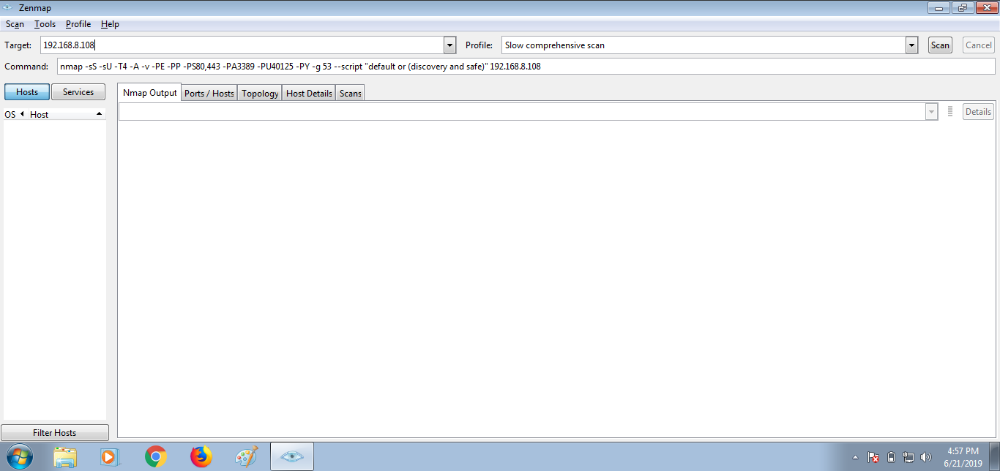 Zenmap
Scan Tools Profile Help
Target: 192.168.8.108 Profile: Slow comprehensive scan Scan Cancel
Command: nmap -sS -sU -T4 -A -v -PE -PP -PS80,443 -PA3389 -PU40125 -PY -g 53 --script "default or (discovery and safe)" 192.168.8.108
Hosts Services Nmap Output Ports / Hosts Topology Host Details Scans
OS Host Details
Filter Hosts
4:57 PM
6/21/2019